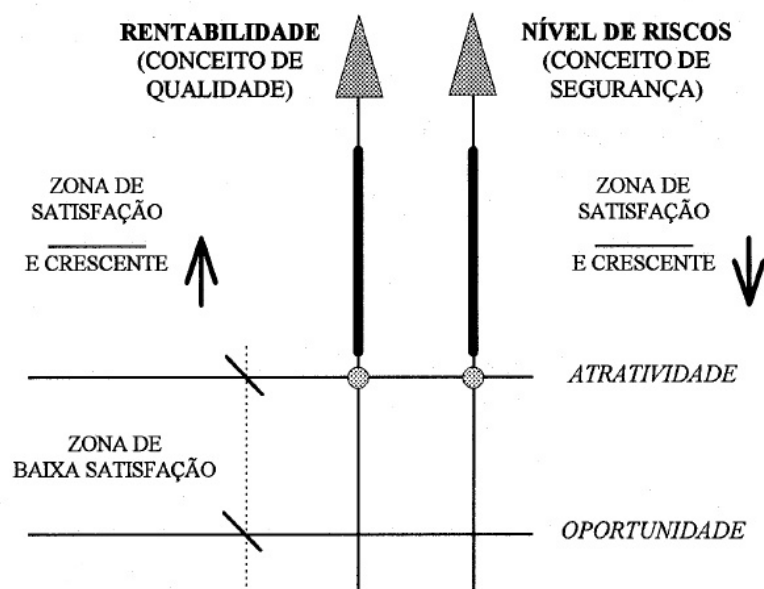 RENTABILIDADE
(CONCEITO DE
QUALIDADE)
NÍVEL DE RISCOS
(CONCEITO DE
SEGURANÇA)
ZONA DE
SATISFAÇÃO
E CRESCENTE
ZONA DE
SATISFAÇÃO
E CRESCENTE
ATRATIVIDADE
ZONA DE
BAIXA SATISFAÇÃO
OPORTUNIDADE